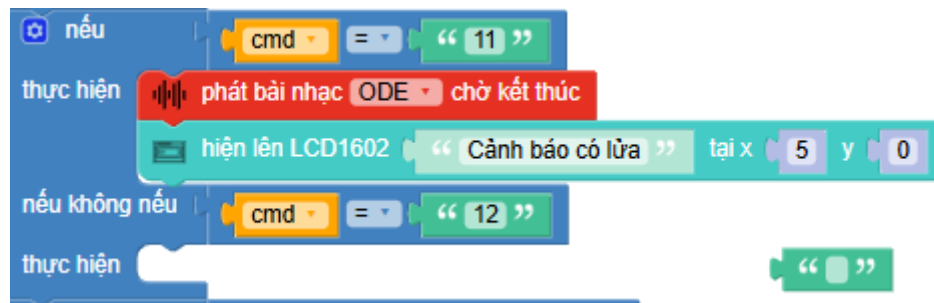 nếu cmd = “ 11 ”
thực hiện phát bài nhạc ODE chờ kết thúc
hiện lên LCD1602 “ Cảnh báo có lửa ” tại x 5 y 0
nếu không nếu cmd = “ 12 ”
thực hiện “ ”